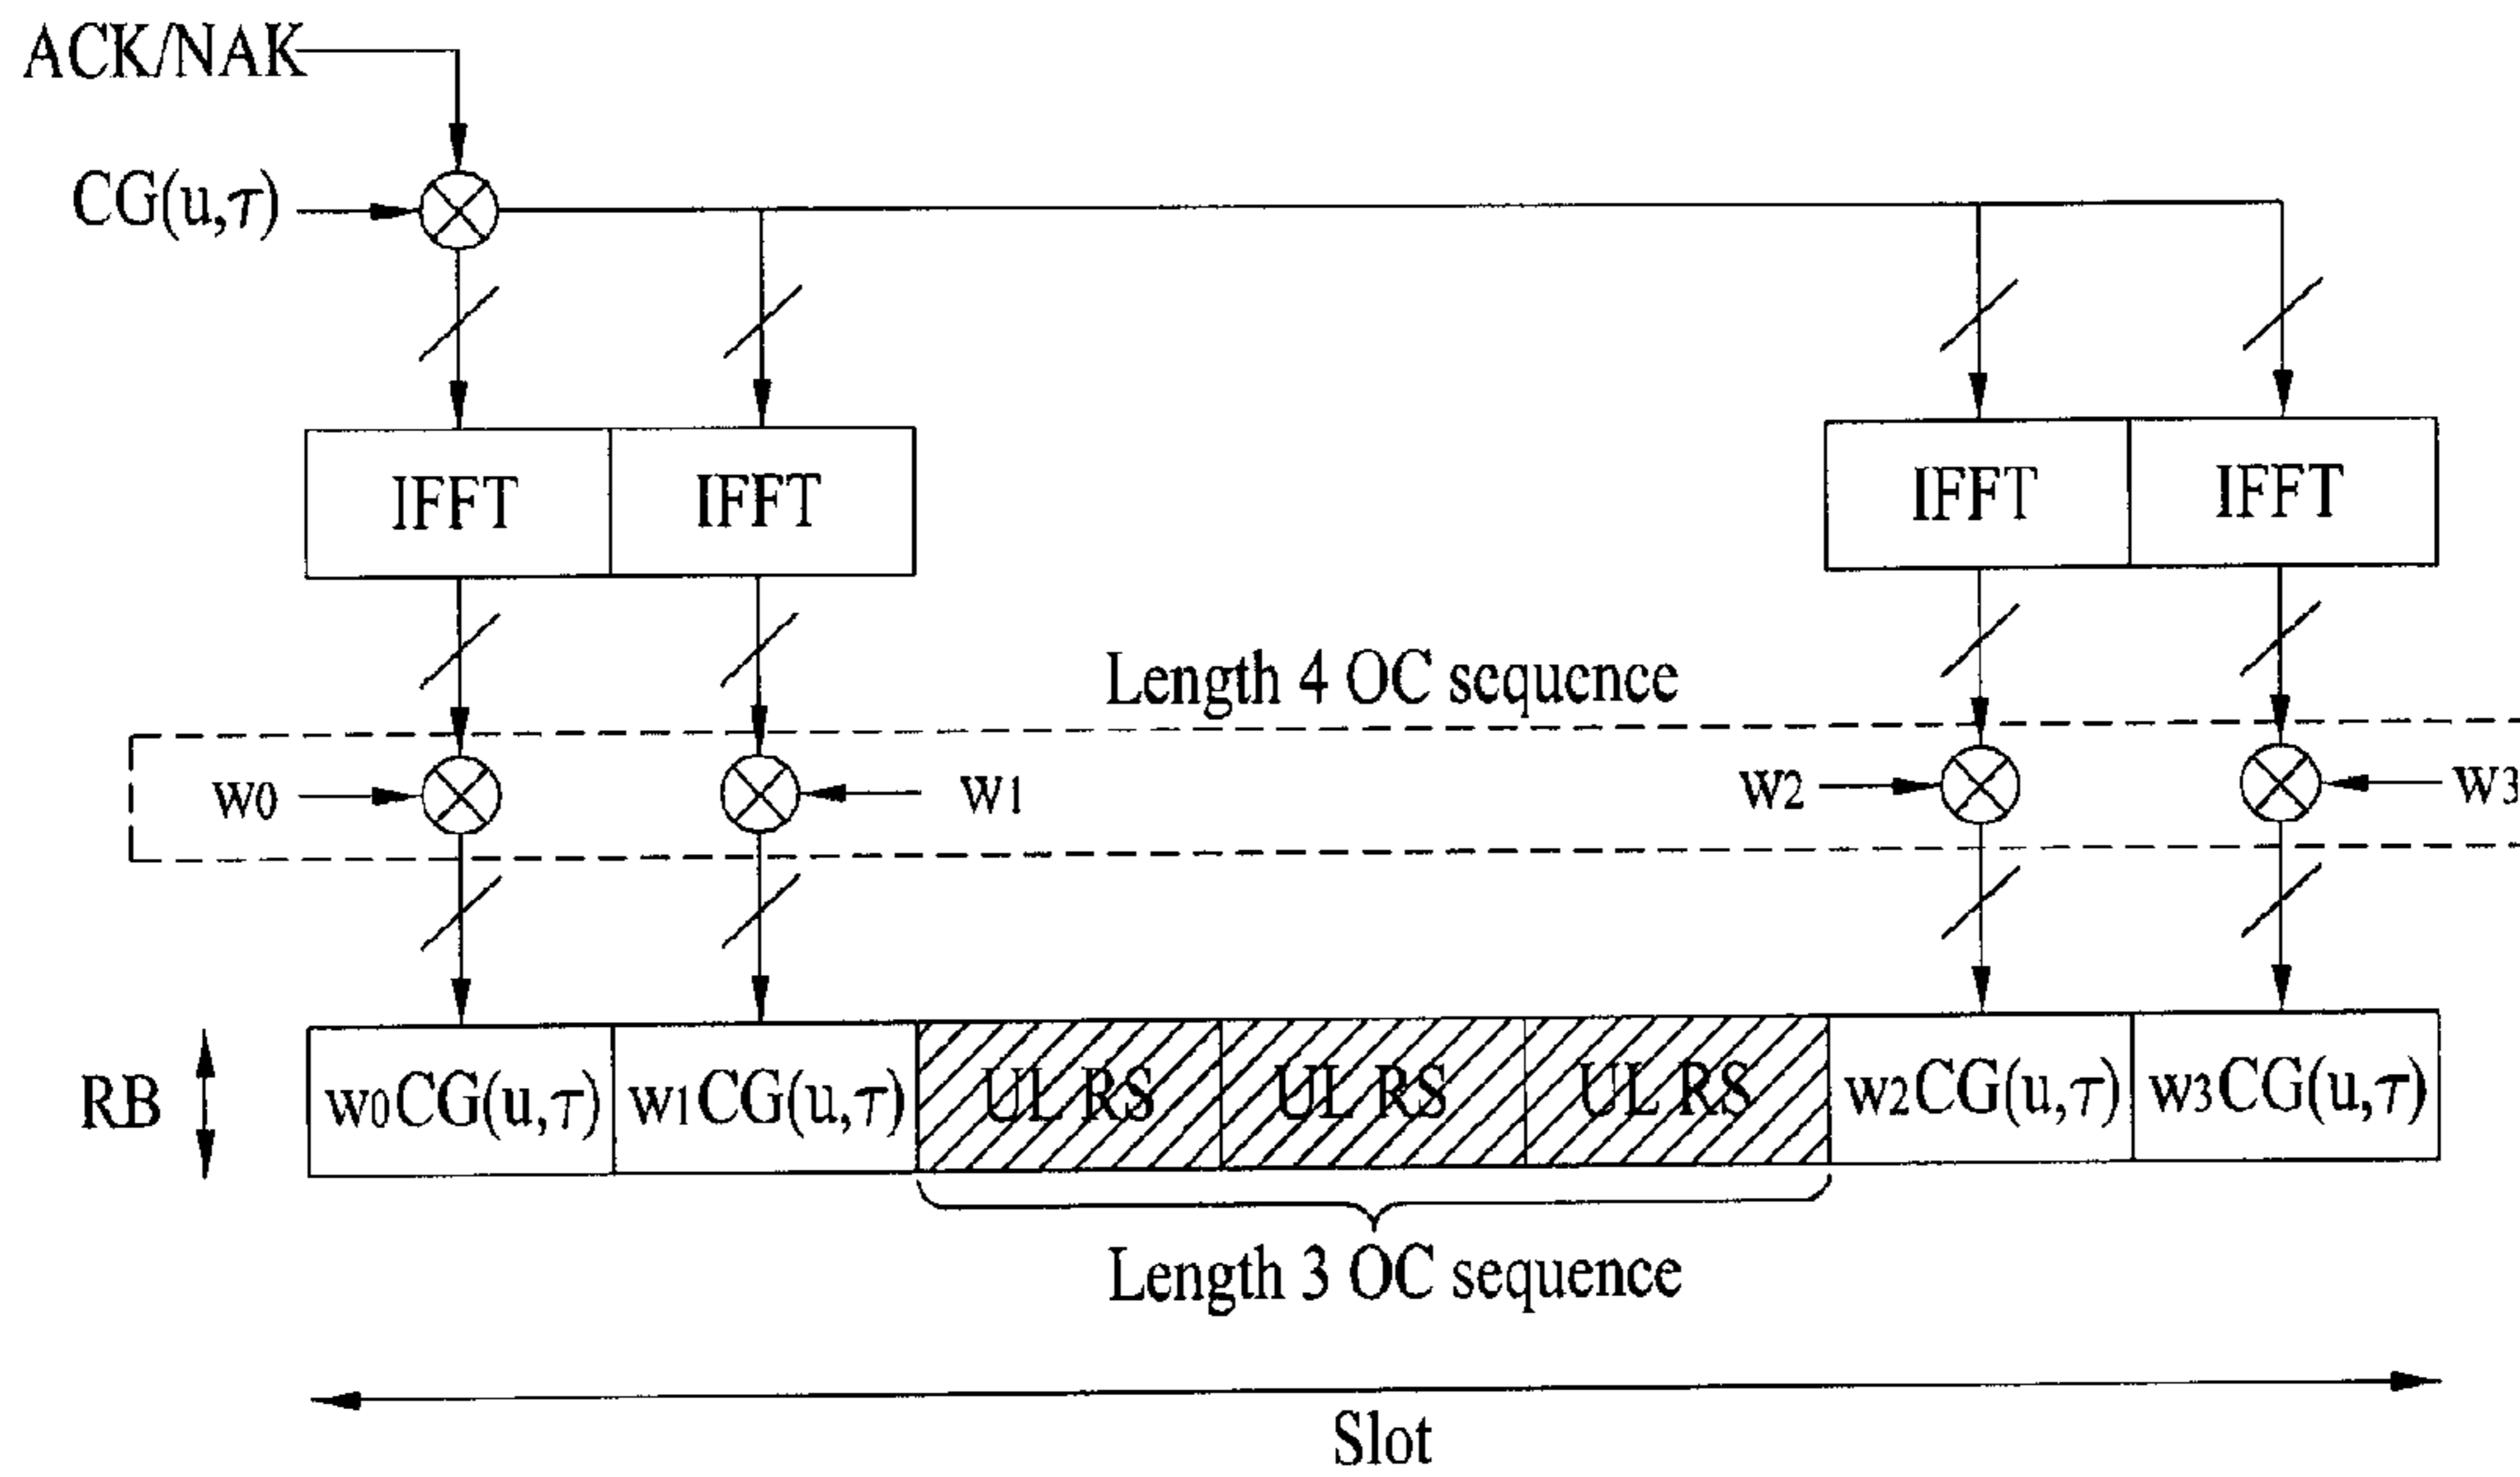 ACK/NAK
CG(u,τ)
IFFT IFFT IFFT IFFT
Length 4 OC sequence
w0 w1 w2 w3
RB w0CG(u,τ) w1CG(u,τ) UL RS UL RS UL RS w2CG(u,τ) w3CG(u,τ)
Length 3 OC sequence
Slot